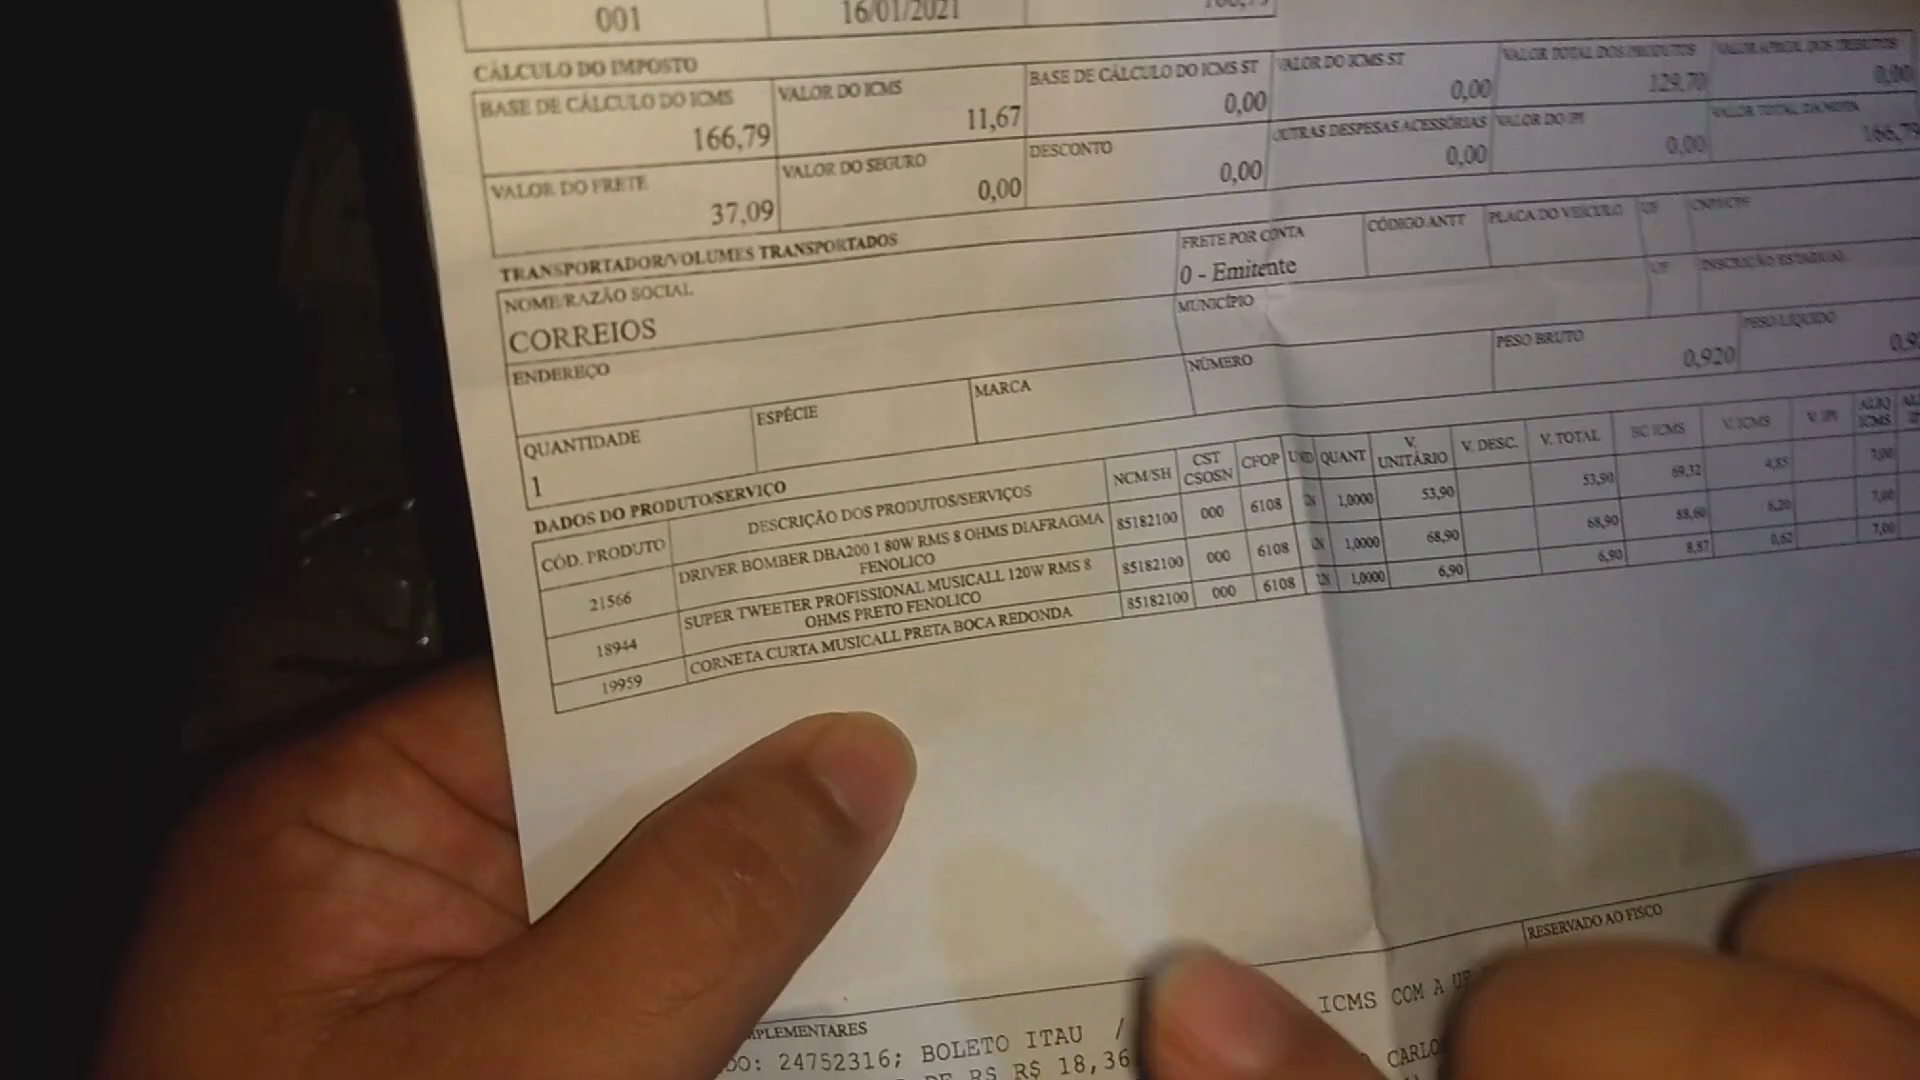 001 16/01/2021
CÁLCULO DO IMPOSTO
BASE DE CÁLCULO DO ICMS VALOR DO ICMS BASE DE CÁLCULO DO ICMS ST VALOR DO ICMS ST VALOR TOTAL DOS PRODUTOS VALOR APROX. DOS TRIBUTOS
166,79 11,67 0,00 0,00 129,70 0,00
VALOR DO FRETE VALOR DO SEGURO DESCONTO OUTRAS DESPESAS ACESSÓRIAS VALOR DO IPI VALOR TOTAL DA NOTA
37,09 0,00 0,00 0,00 0,00 166,79
TRANSPORTADOR/VOLUMES TRANSPORTADOS
NOME/RAZÃO SOCIAL FRETE POR CONTA CÓDIGO ANTT PLACA DO VEÍCULO UF CNPJ/CPF
CORREIOS 0 - Emitente
ENDEREÇO MUNICÍPIO UF INSCRIÇÃO ESTADUAL
QUANTIDADE ESPÉCIE MARCA NÚMERO PESO BRUTO PESO LÍQUIDO
1 0,920
DADOS DO PRODUTO/SERVIÇO
CÓD. PRODUTO DESCRIÇÃO DOS PRODUTOS/SERVIÇOS NCM/SH CST CSOSN CFOP UND QUANT V. UNITÁRIO V. DESC. V. TOTAL BC ICMS V. ICMS V. IPI ALIQ ICMS
21566 DRIVER BOMBER DBA200 1 80W RMS 8 OHMS DIAFRAGMA 85182100 000 6108 UN 1,0000 53,90 53,90 69,32 4,85 7,00
FENOLICO
18944 SUPER TWEETER PROFISSIONAL MUSICALL 120W RMS 8 85182100 000 6108 UN 1,0000 68,90 68,90 88,60 6,20 7,00
OHMS PRETO FENOLICO
19959 CORNETA CURTA MUSICALL PRETA BOCA REDONDA 85182100 000 6108 UN 1,0000 6,90 6,90 8,87 0,62 7,00
RESERVADO AO FISCO
MPLEMENTARES
DO: 24752316; BOLETO ITAU / ICMS COM A UF
DE R$ R$ 18,36 CARLO